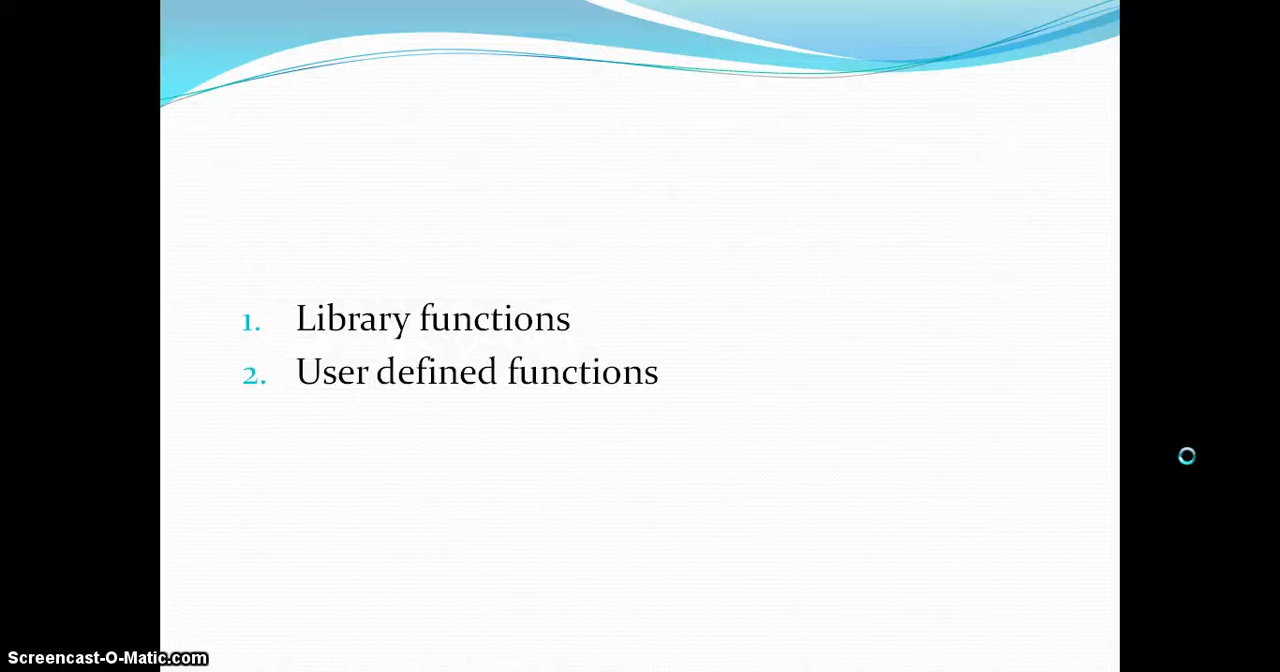 1. Library functions
2. User defined functions
Screencast-O-Matic.com